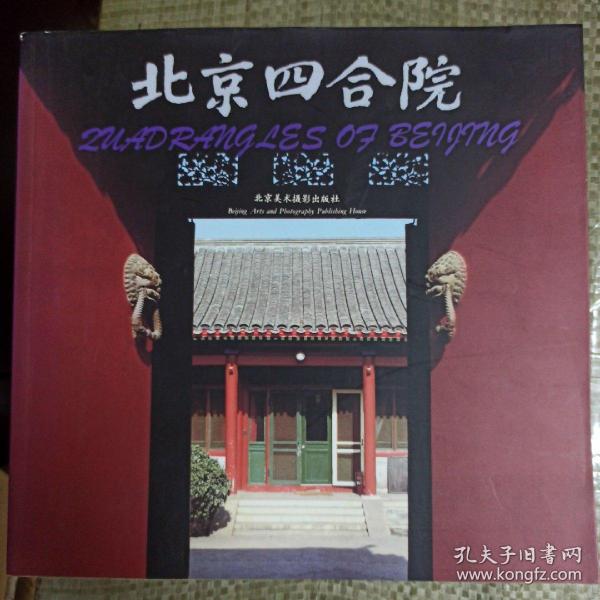 北京四合院
QUADRANGLES OF BEIJING
北京美术摄影出版社
Beijing Arts and Photography Publishing House
孔夫子旧书网
www.kongfz.com